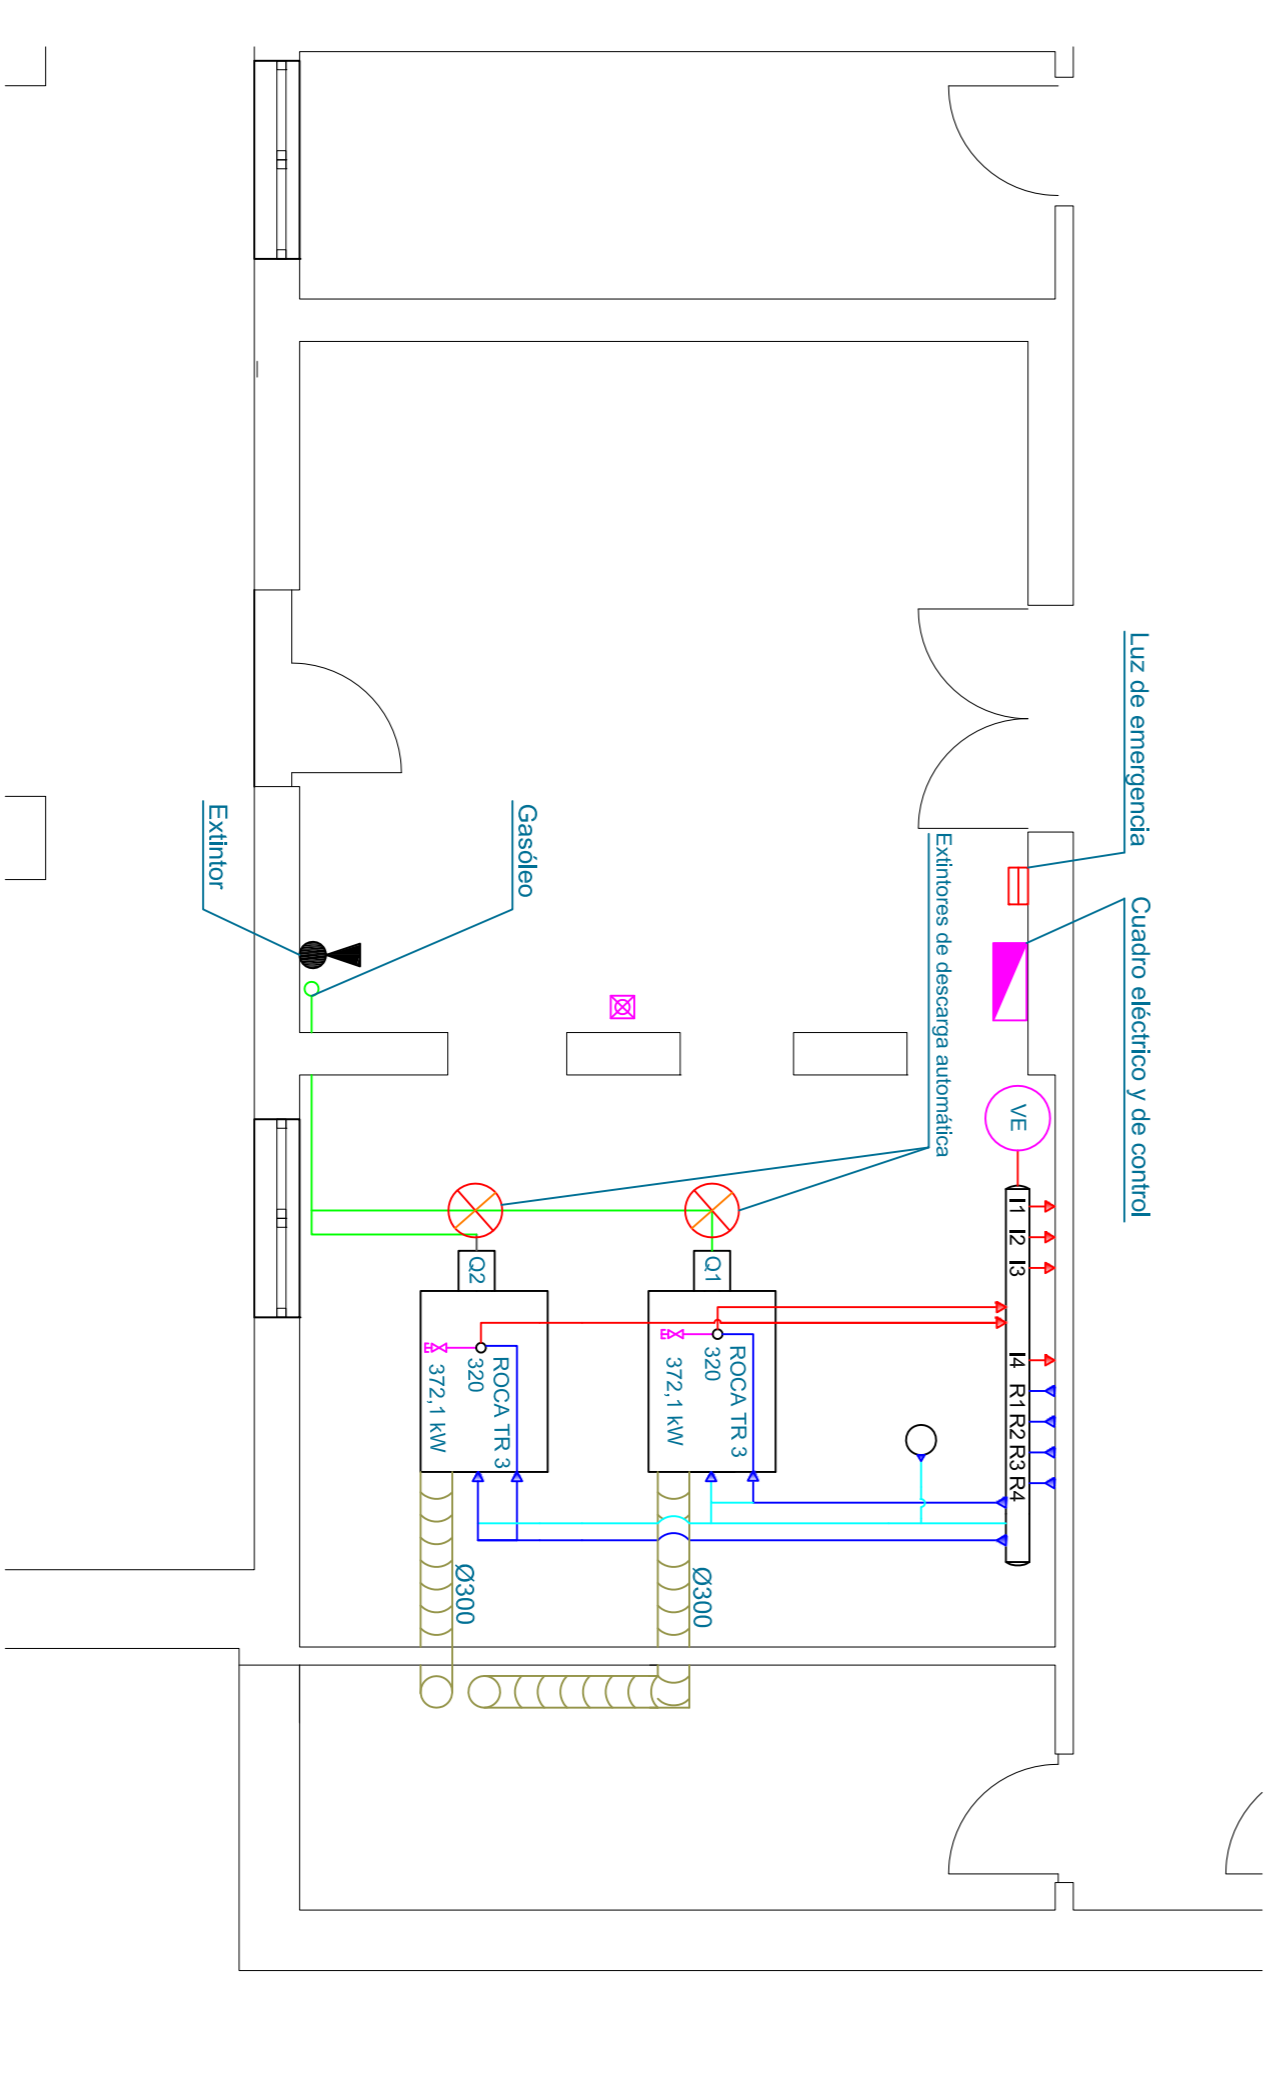 Luz de emergencia
Cuadro eléctrico y de control
Extintores de descarga automática
Gasóleo
Extintor
VE
I1
I2
I3
I4
R1
R2
R3
R4
Q1
ROCA TR 3
320
372,1 kW
Ø300
Q2
ROCA TR 3
320
372,1 kW
Ø300